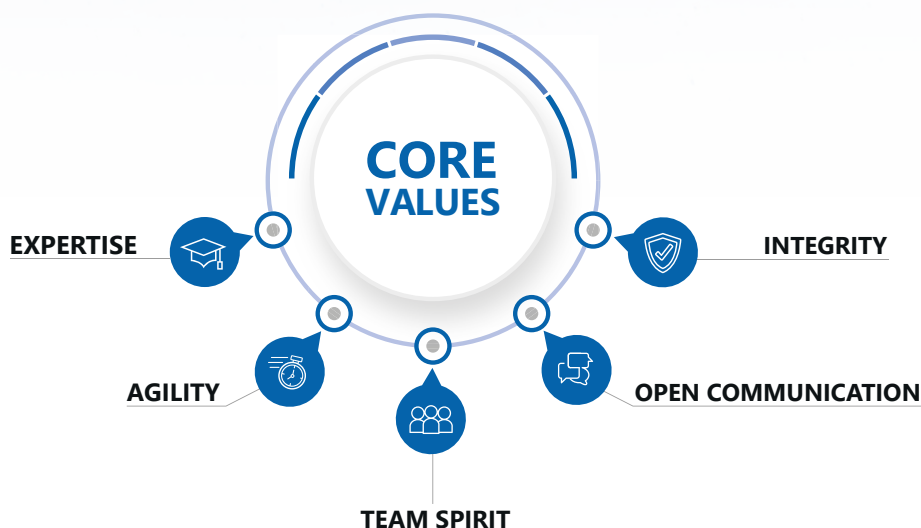 CORE
VALUES
EXPERTISE
INTEGRITY
AGILITY
OPEN COMMUNICATION
TEAM SPIRIT